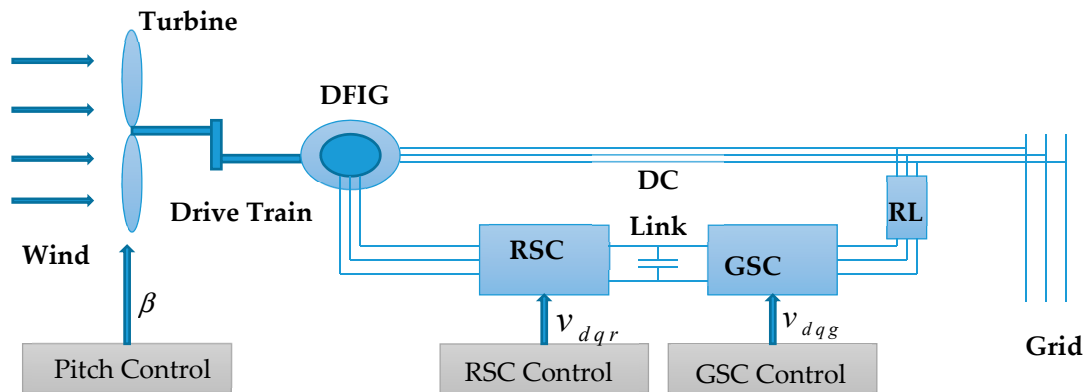 Turbine
DFIG
DC
Drive Train
RL
Link
Wind
RSC
GSC
β
v dqr
v dqg
Grid
Pitch Control
RSC Control
GSC Control